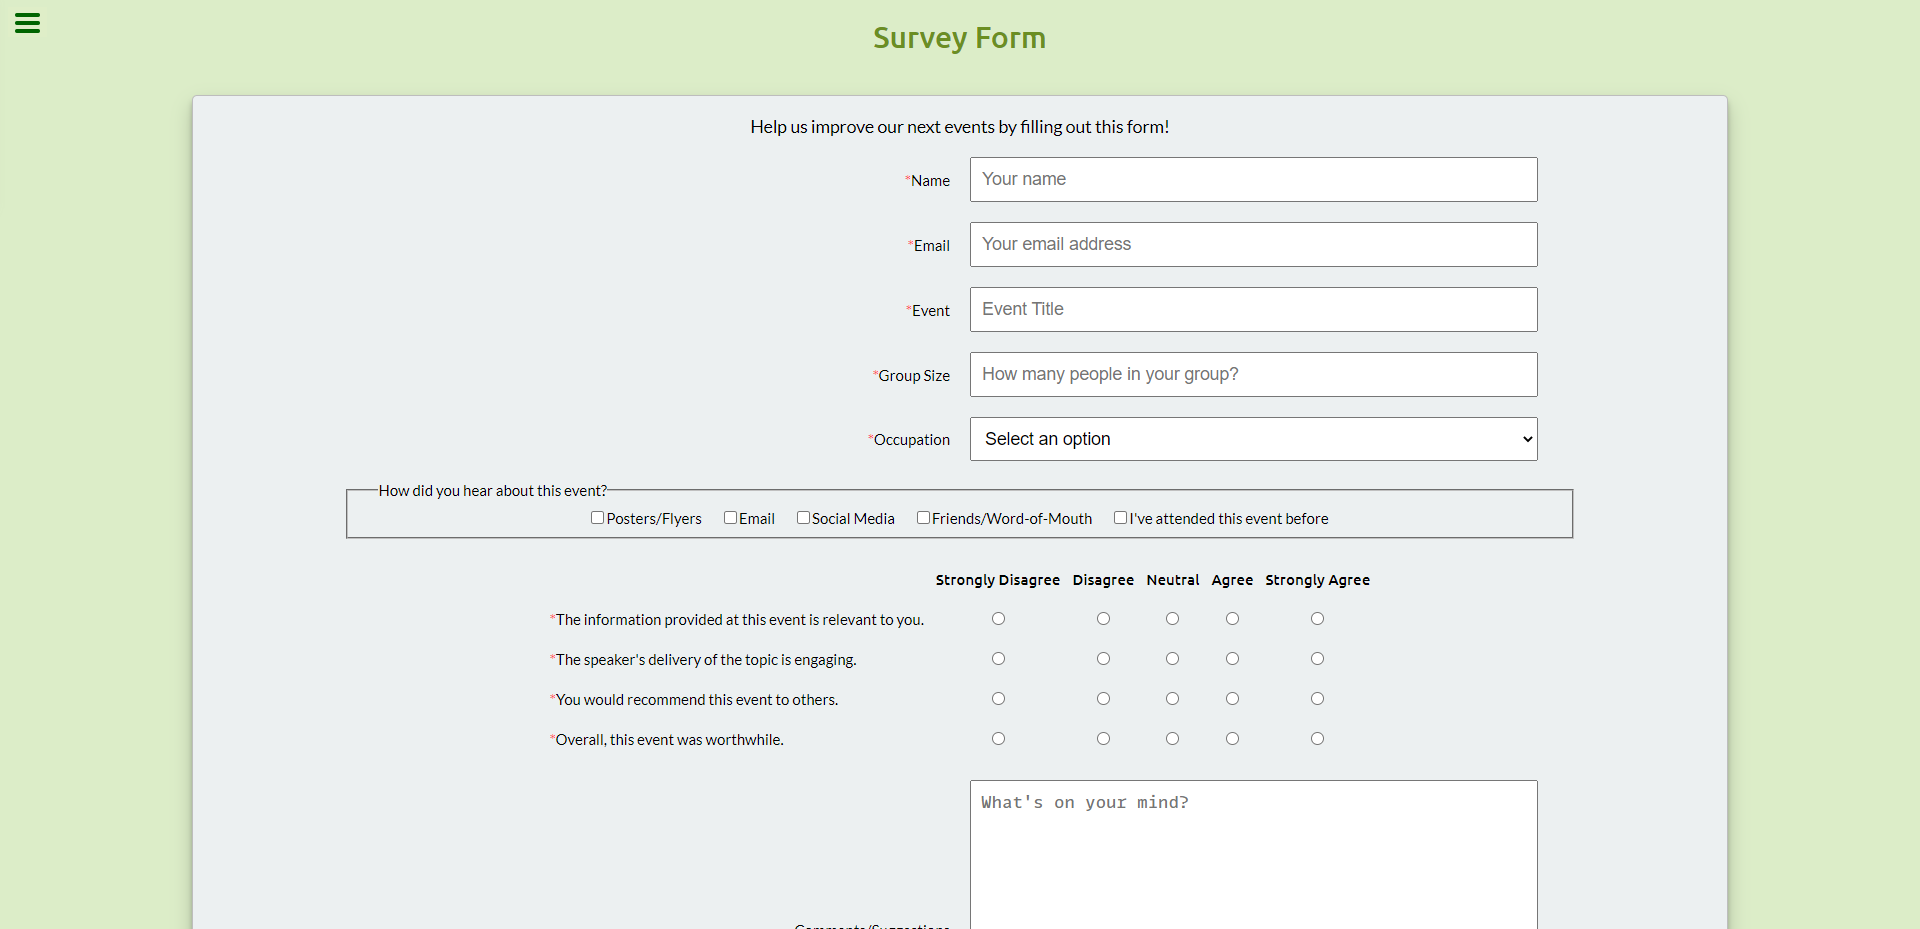 Survey Form
Help us improve our next events by filling out this form!
*Name Your name
*Email Your email address
*Event Event Title
*Group Size How many people in your group?
*Occupation Select an option
How did you hear about this event?
Posters/Flyers Email Social Media Friends/Word-of-Mouth I've attended this event before
Strongly Disagree Disagree Neutral Agree Strongly Agree
*The information provided at this event is relevant to you.
*The speaker's delivery of the topic is engaging.
*You would recommend this event to others.
*Overall, this event was worthwhile.
What's on your mind?
Comments/Suggestions